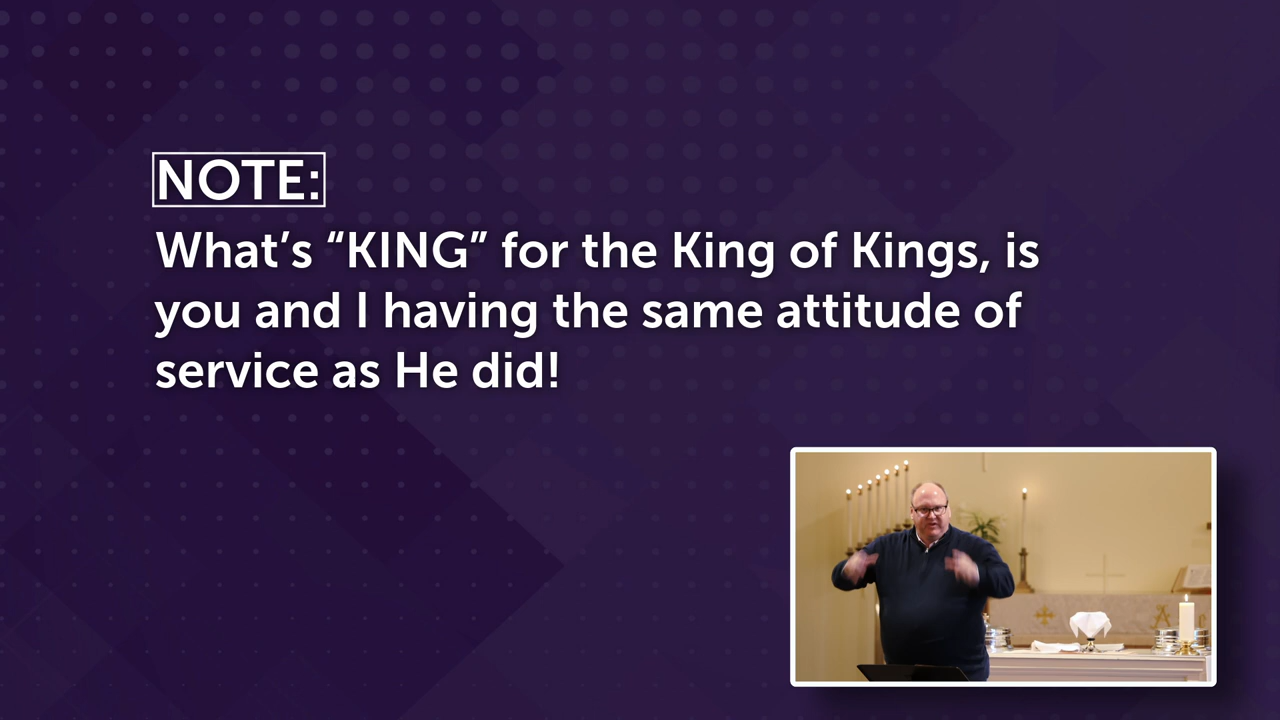 NOTE:
What’s “KING” for the King of Kings, is
you and I having the same attitude of
service as He did!